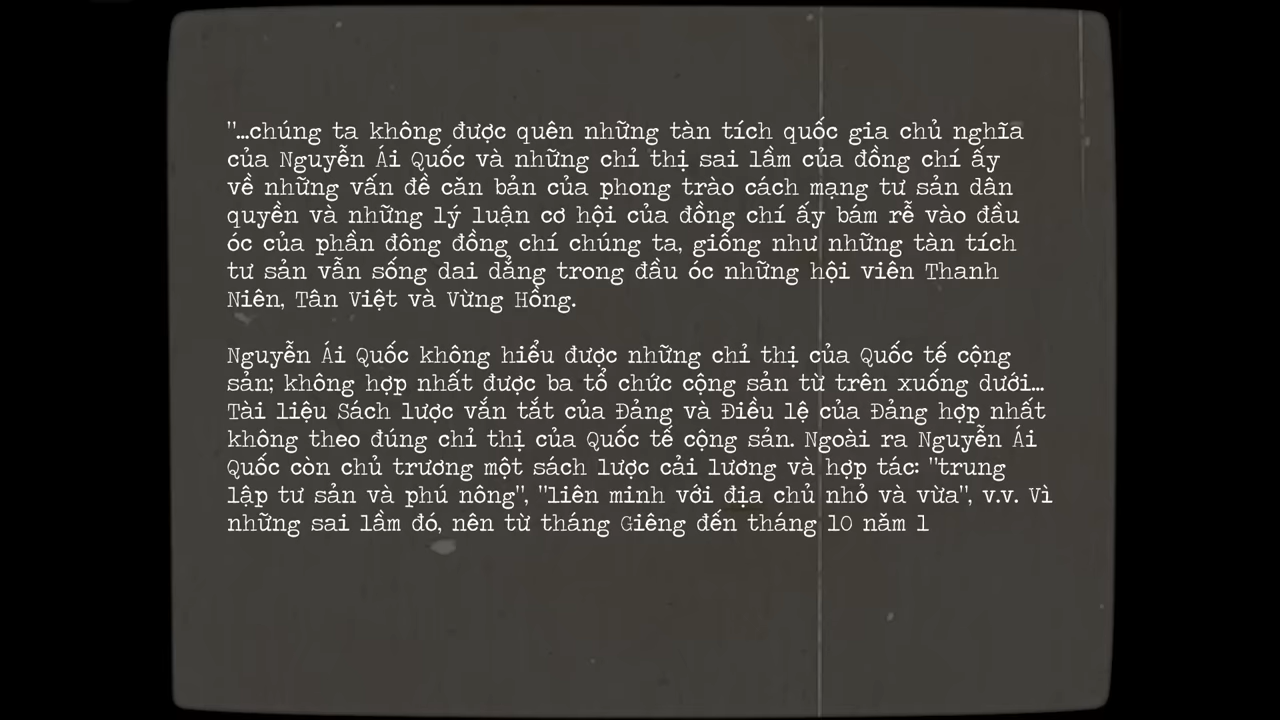 "...chúng ta không được quên những tàn tích quốc gia chủ nghĩa
của Nguyễn Ái Quốc và những chỉ thị sai lầm của đồng chí ấy
về những vấn đề căn bản của phong trào cách mạng tư sản dân
quyền và những lý luận cơ hội của đồng chí ấy bám rễ vào đầu
óc của phần đông đồng chí chúng ta, giống như những tàn tích
tư sản vẫn sống dai dẳng trong đầu óc những hội viên Thanh
Niên, Tân Việt và Vừng Hồng.
Nguyễn Ái Quốc không hiểu được những chỉ thị của Quốc tế cộng
sản; không hợp nhất được ba tổ chức cộng sản từ trên xuống dưới...
Tài liệu Sách lược vắn tắt của Đảng và Điều lệ của Đảng hợp nhất
không theo đúng chỉ thị của Quốc tế cộng sản. Ngoài ra Nguyễn Ái
Quốc còn chủ trương một sách lược cải lương và hợp tác: "trung
lập tư sản và phú nông", "liên minh với địa chủ nhỏ và vừa", v.v. Vì
những sai lầm đó, nên từ tháng Giêng đến tháng 10 năm 1